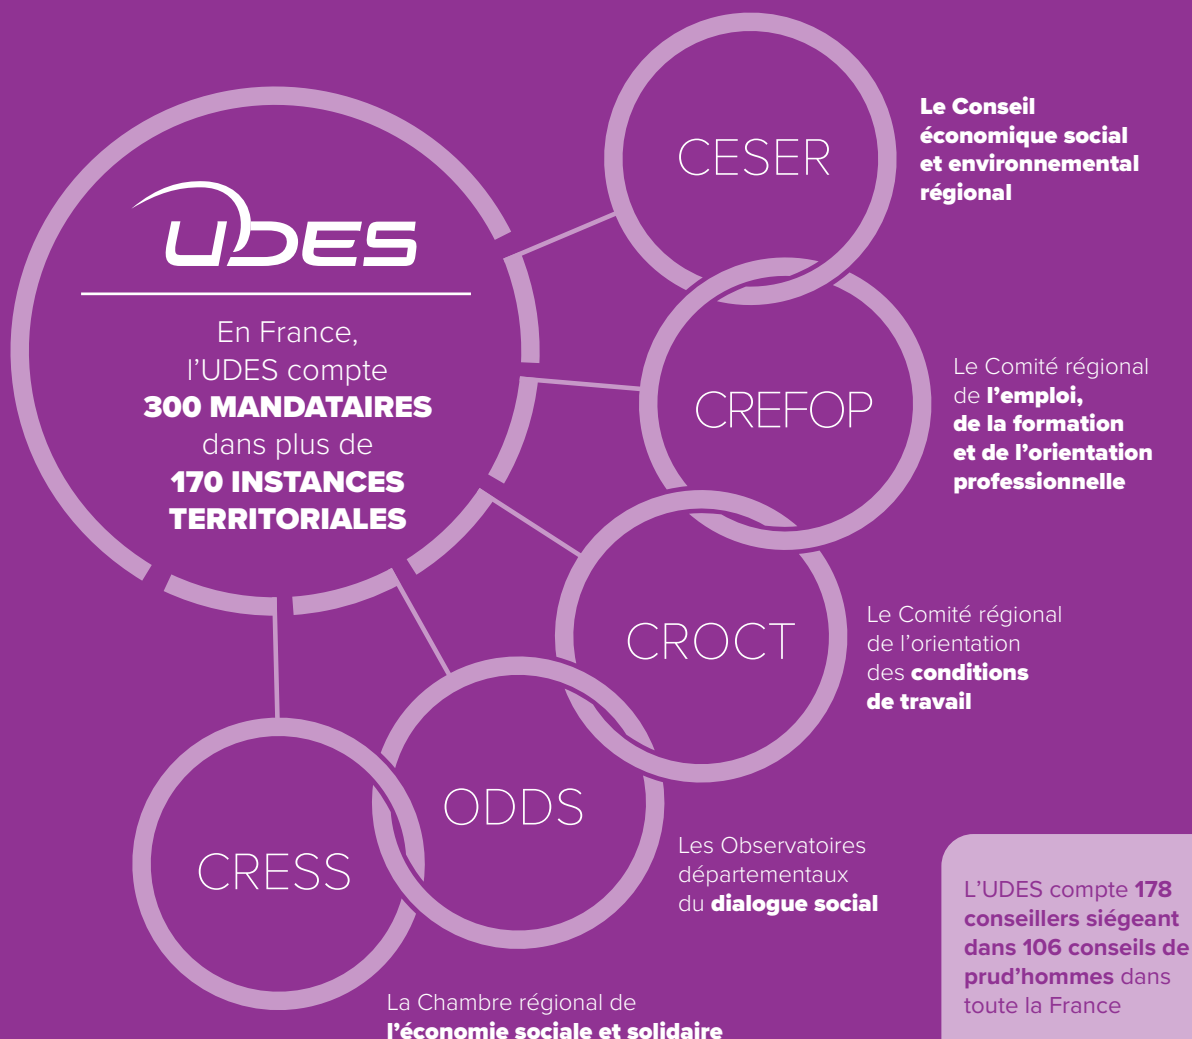 UDES
En France,
l'UDES compte
300 MANDATAIRES
dans plus de
170 INSTANCES
TERRITORIALES
CESER
Le Conseil
économique social
et environnemental
régional
CREFOP
Le Comité régional
de l'emploi,
de la formation
et de l'orientation
professionnelle
CROCT
Le Comité régional
de l'orientation
des conditions
de travail
ODDS
Les Observatoires
départementaux
du dialogue social
CRESS
La Chambre régional de
l'économie sociale et solidaire
L'UDES compte 178
conseillers siégeant
dans 106 conseils de
prud'hommes dans
toute la France